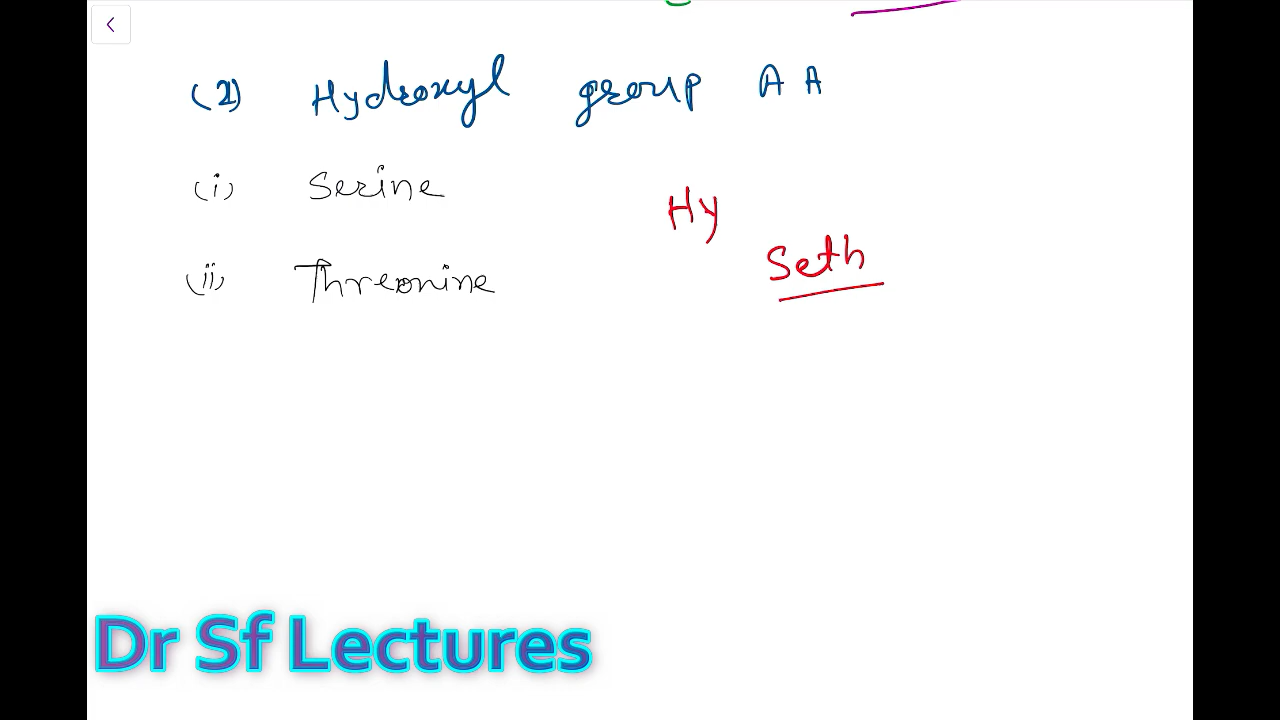 (2) Hydroxyl group A A
(i) Serine
Hy
Seth
(ii) Threonine
Dr Sf Lectures